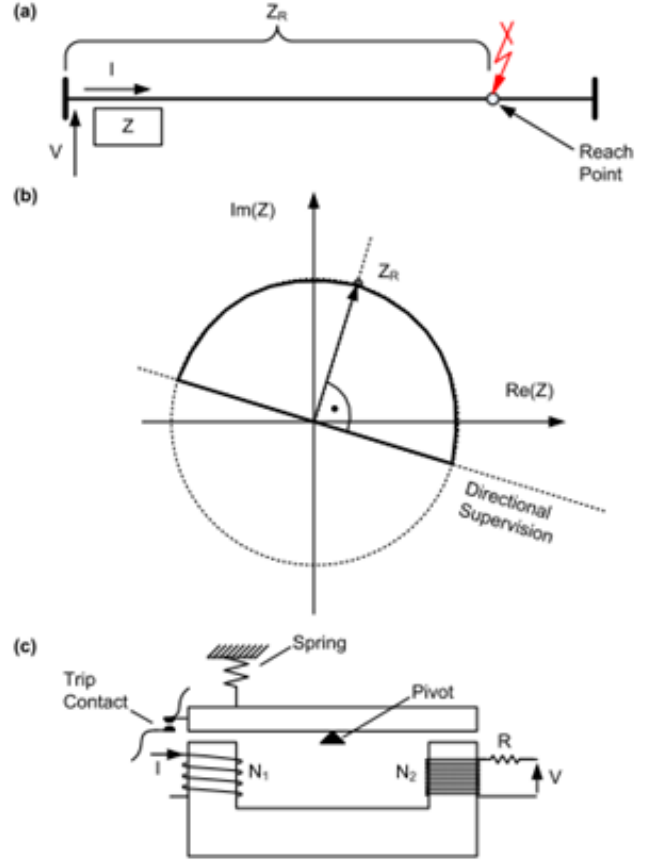 (a)
Z_R
I
Z
V
Reach
Point
(b)
Im(Z)
Z_R
Re(Z)
Directional
Supervision
(c)
Spring
Trip
Contact
Pivot
I
N_1
N_2
R
V